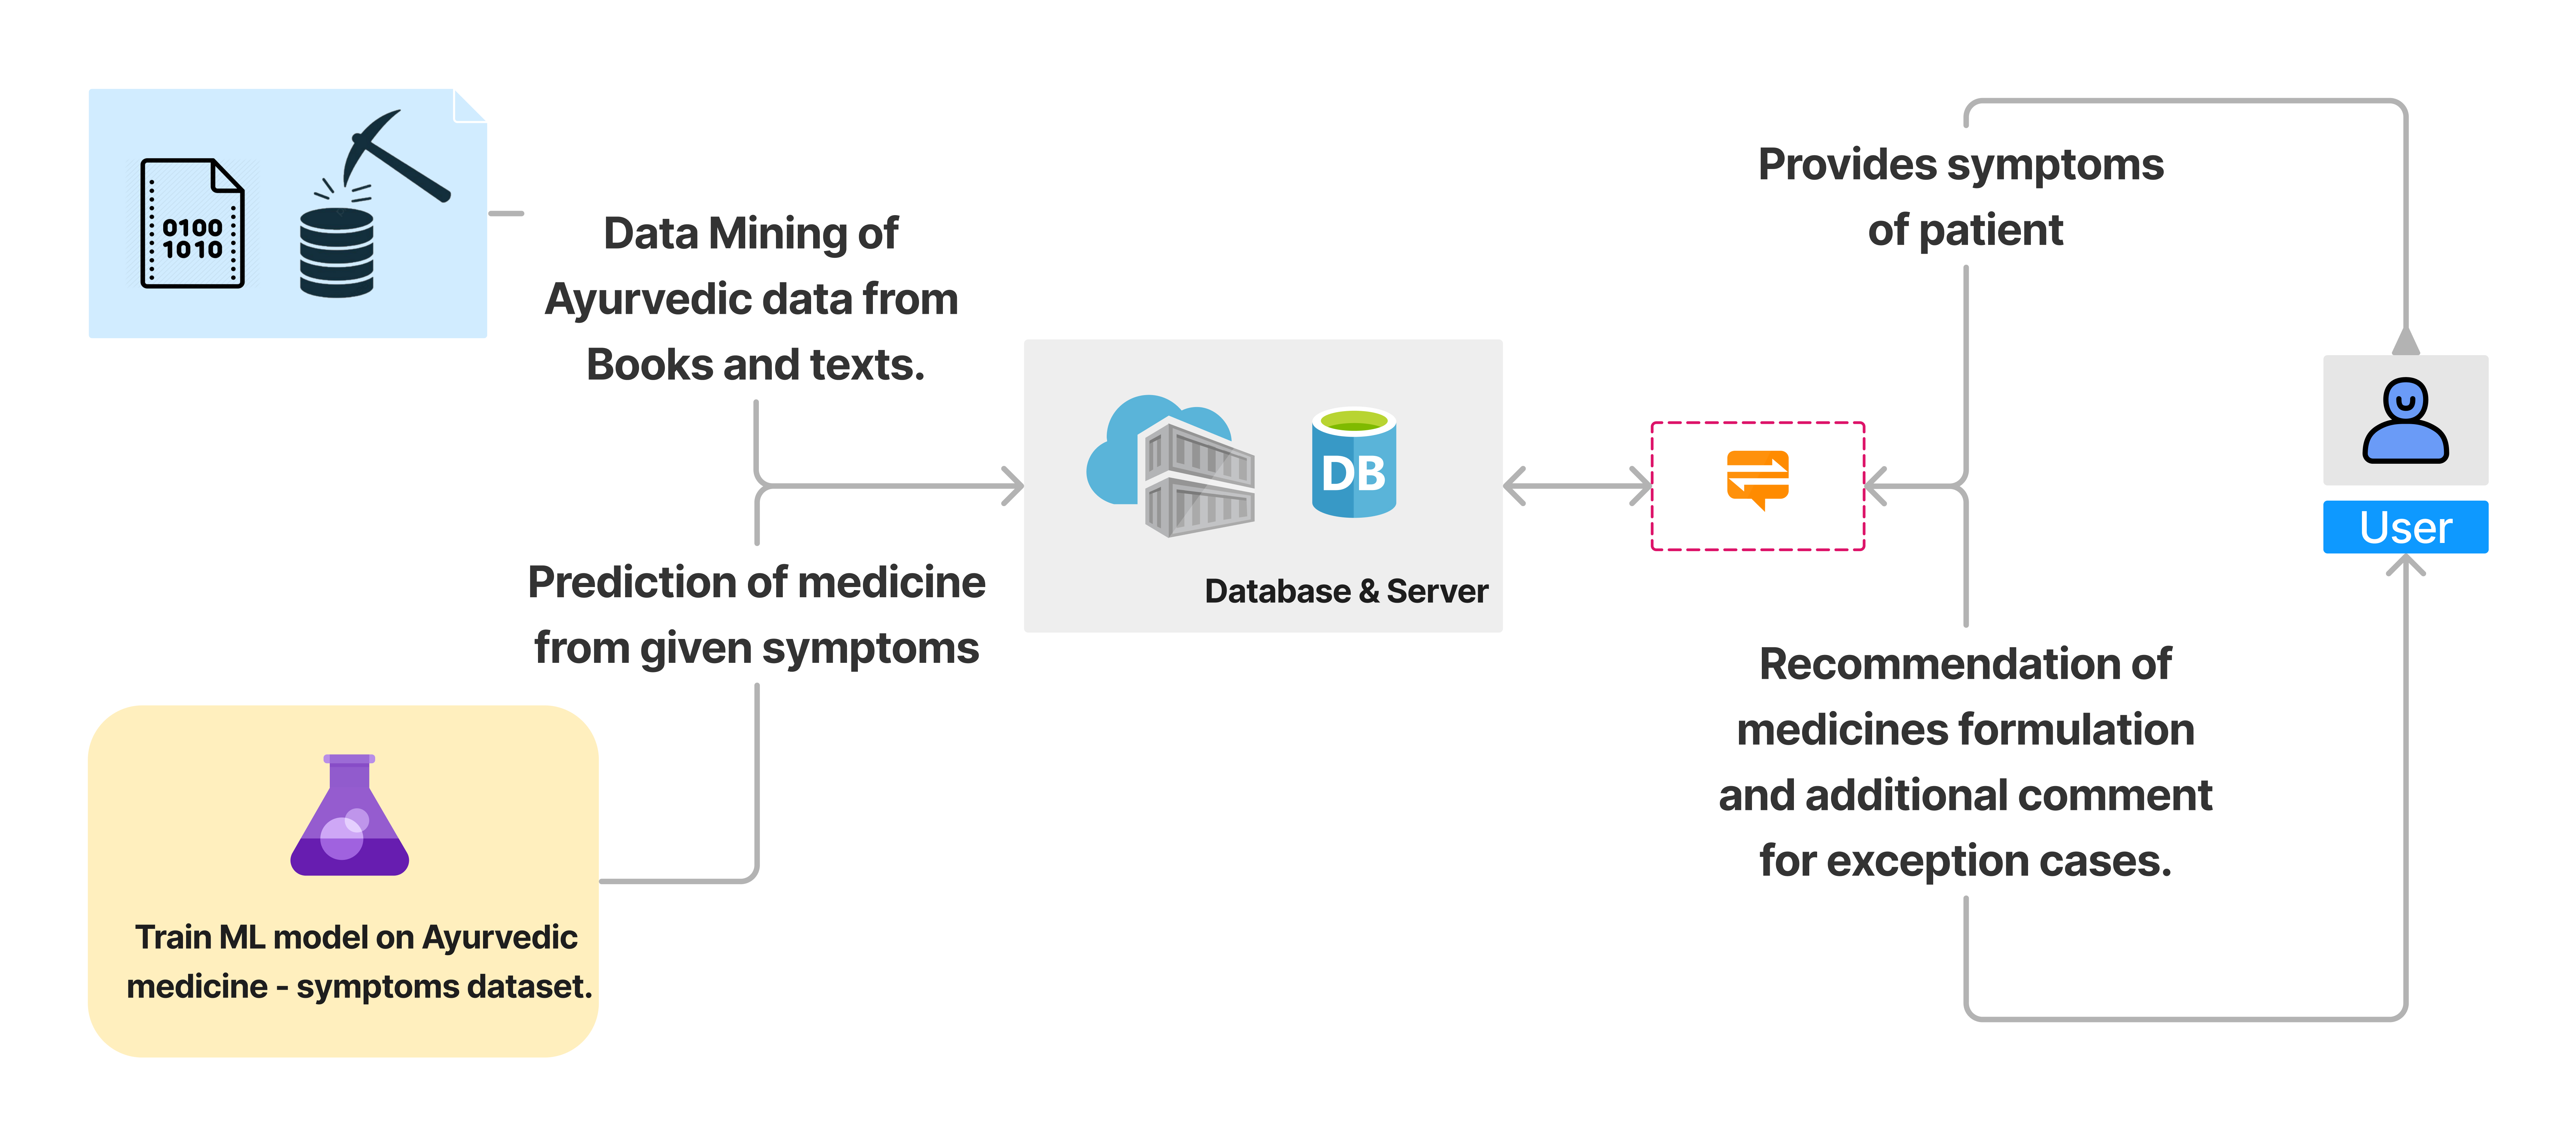 0100
1010
Data Mining of
Ayurvedic data from
Books and texts.
Prediction of medicine
from given symptoms
Train ML model on Ayurvedic
medicine - symptoms dataset.
DB
Database & Server
Provides symptoms
of patient
User
Recommendation of
medicines formulation
and additional comment
for exception cases.